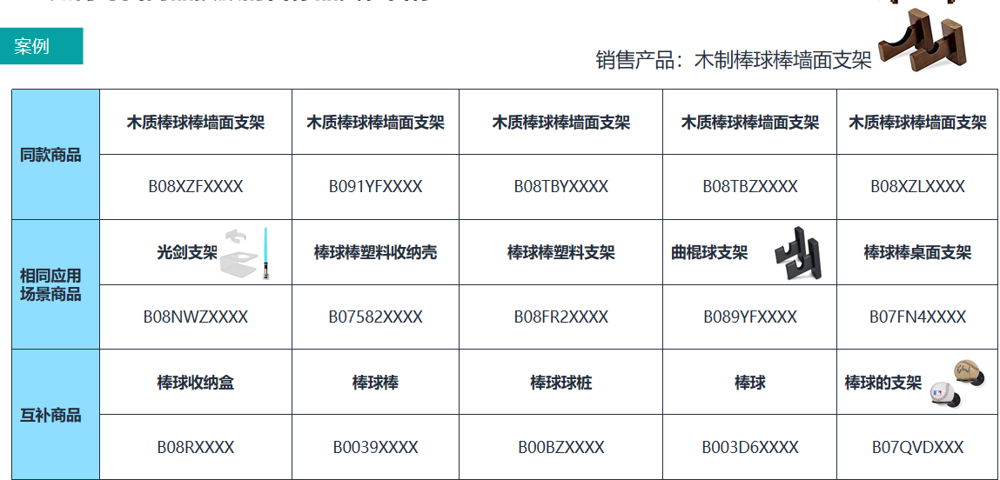 案例
销售产品：木制棒球棒墙面支架
同款商品
木质棒球棒墙面支架 木质棒球棒墙面支架 木质棒球棒墙面支架 木质棒球棒墙面支架 木质棒球棒墙面支架
B08XZFXXXX B091YFXXXX B08TBYXXXX B08TBZXXXX B08XZLXXXX
相同应用
场景商品
光剑支架 棒球棒塑料收纳壳 棒球棒塑料支架 曲棍球支架 棒球棒桌面支架
B08NWZXXXX B07582XXXX B08FR2XXXX B089YFXXXX B07FN4XXXX
互补商品
棒球收纳盒 棒球棒 棒球球桩 棒球 棒球的支架
B08RXXXX B0039XXXX B00BZXXXX B003D6XXXX B07QVDXXX